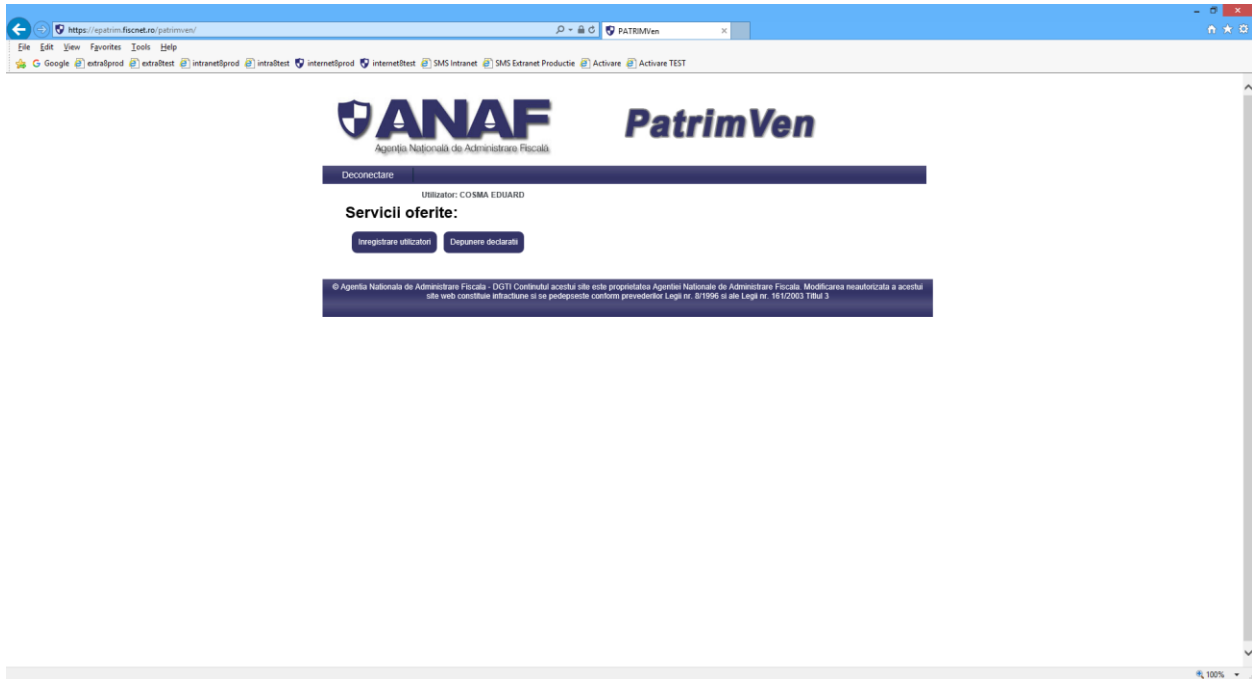 https://epatrim.fiscnet.ro/patrimven/
PATRIMVen
File Edit View Favorites Tools Help
Google extra8prod extra8test intranet8prod intra8test internet8prod internet8test SMS Intranet SMS Extranet Productie Activare Activare TEST
ANAF
Agenția Națională de Administrare Fiscală
PatrimVen
Deconectare
Utilizator: COSMA EDUARD
Servicii oferite:
Inregistrare utilizatori Depunere declaratii
© Agentia Nationala de Administrare Fiscala - DGTI Continutul acestui site este proprietatea Agentiei Nationale de Administrare Fiscala. Modificarea neautorizata a acestui
site web constituie infractiune si se pedepseste conform prevederilor Legii nr. 8/1996 si ale Legii nr. 161/2003 Titlul 3
100%